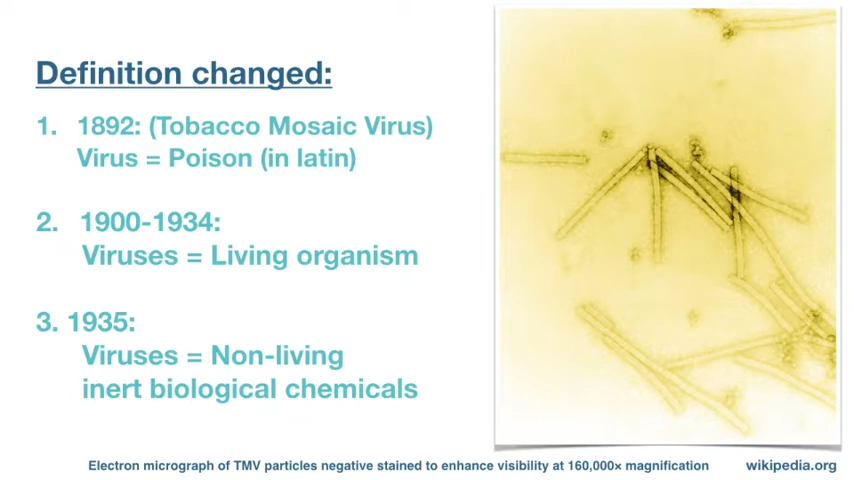 Definition changed:
1. 1892: (Tobacco Mosaic Virus)
Virus = Poison (in latin)
2. 1900-1934:
Viruses = Living organism
3. 1935:
Viruses = Non-living
inert biological chemicals
Electron micrograph of TMV particles negative stained to enhance visibility at 160,000× magnification
wikipedia.org